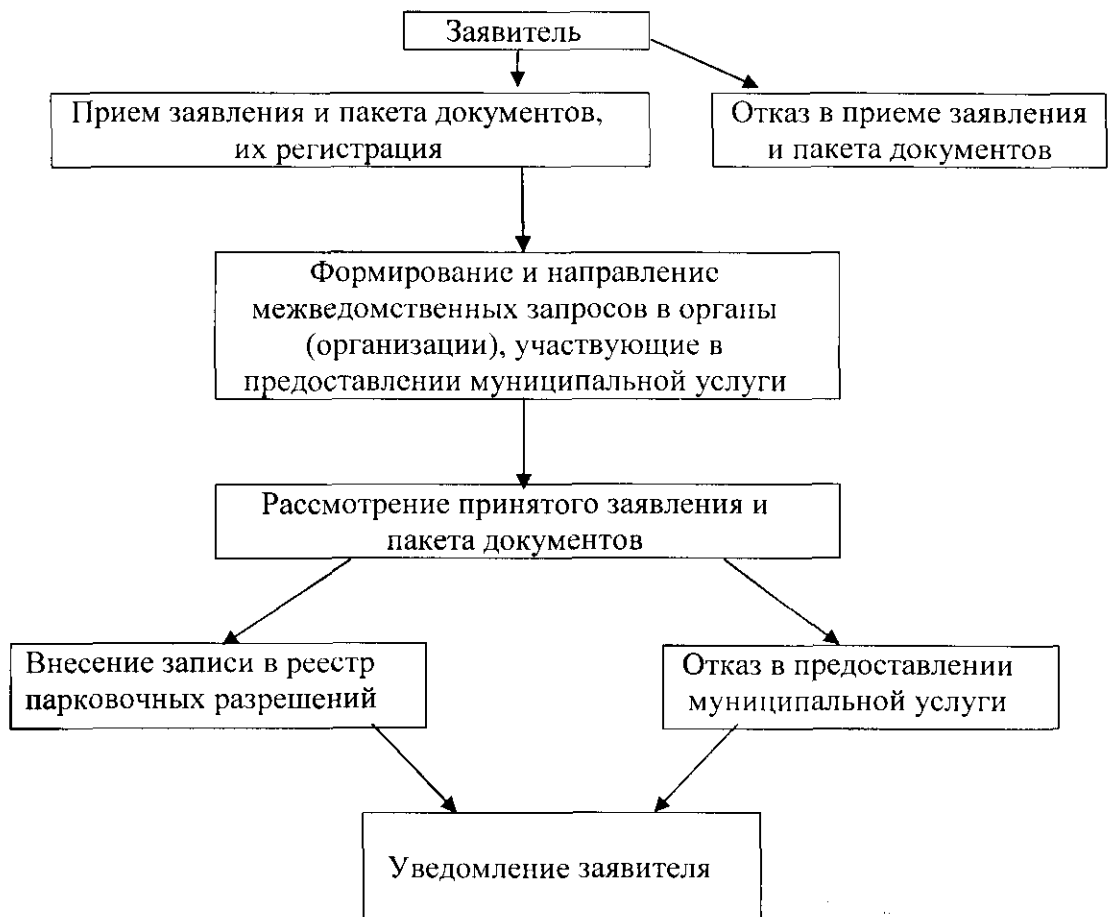 Заявитель
Прием заявления и пакета документов,
их регистрация
Отказ в приеме заявления
и пакета документов
Формирование и направление
межведомственных запросов в органы
(организации), участвующие в
предоставлении муниципальной услуги
Рассмотрение принятого заявления и
пакета документов
Внесение записи в реестр
парковочных разрешений
Отказ в предоставлении
муниципальной услуги
Уведомление заявителя